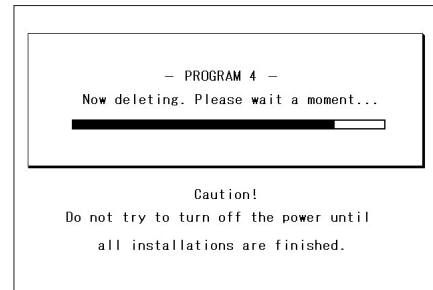 — PROGRAM 4 —
Now deleting. Please wait a moment...
Caution!
Do not try to turn off the power until
all installations are finished.